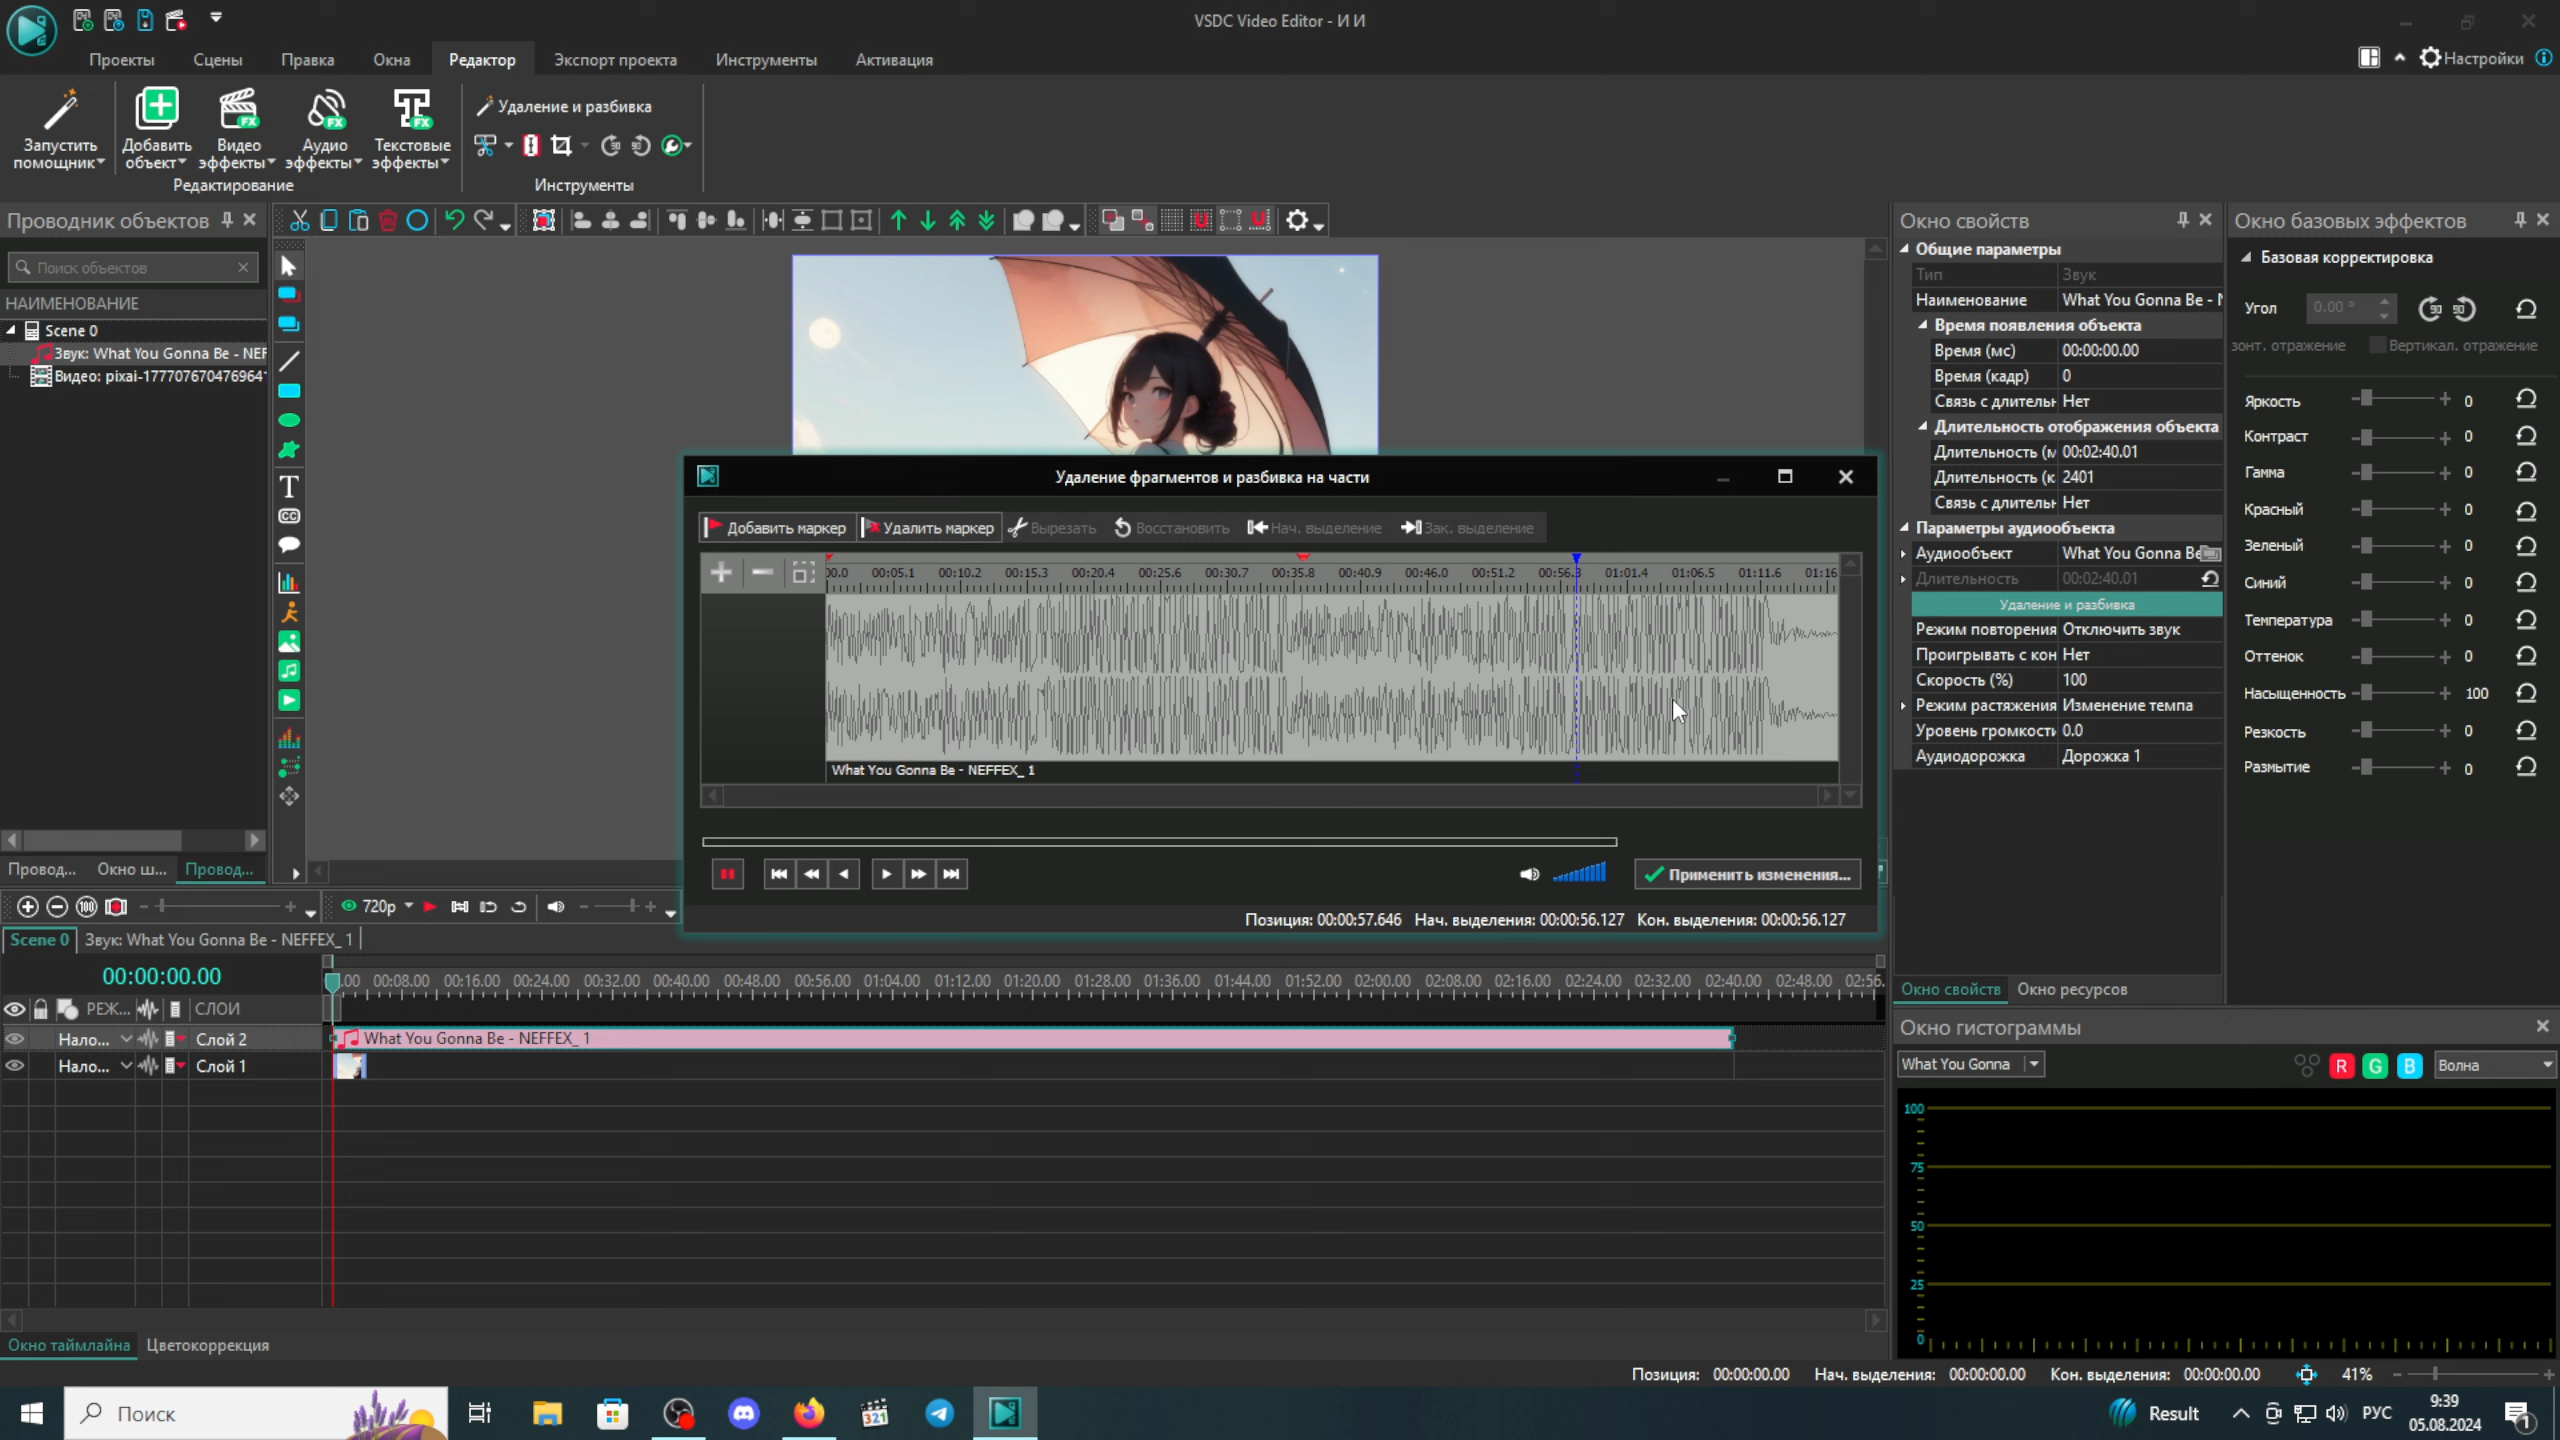 VSDC Video Editor - И И
Проекты Сцены Правка Окна Редактор Экспорт проекта Инструменты Активация
Настройки
Запустить помощник
Добавить объект
Видео эффекты
Аудио эффекты
Текстовые эффекты
Редактирование
Удаление и разбивка
Инструменты
Проводник объектов
Поиск объектов
НАИМЕНОВАНИЕ
Scene 0
Звук: What You Gonna Be - NEF
Видео: pixai-1777076704769641
Провод... Окно ш... Провод...
Удаление фрагментов и разбивка на части
Добавить маркер Удалить маркер Вырезать Восстановить Нач. выделение Зак. выделение
00.0 00:05.1 00:10.2 00:15.3 00:20.4 00:25.6 00:30.7 00:35.8 00:40.9 00:46.0 00:51.2 00:56.3 01:01.4 01:06.5 01:11.6 01:16
What You Gonna Be - NEFFEX_ 1
Применить изменения...
Позиция: 00:00:57.646 Нач. выделения: 00:00:56.127 Кон. выделения: 00:00:56.127
Окно свойств
Общие параметры
Тип Звук
Наименование What You Gonna Be - N
Время появления объекта
Время (мс) 00:00:00.00
Время (кадр) 0
Связь с длительн Нет
Длительность отображения объекта
Длительность (м 00:02:40.01
Длительность (к 2401
Связь с длительн Нет
Параметры аудиообъекта
Аудиообъект What You Gonna Be
Длительность 00:02:40.01
Удаление и разбивка
Режим повторения Отключить звук
Проигрывать с кон Нет
Скорость (%) 100
Режим растяжения Изменение темпа
Уровень громкости 0.0
Аудиодорожка Дорожка 1
Окно свойств Окно ресурсов
Окно базовых эффектов
Базовая корректировка
Угол 0.00 °
зонт. отражение Вертикал. отражение
Яркость 0
Контраст 0
Гамма 0
Красный 0
Зеленый 0
Синий 0
Температура 0
Оттенок 0
Насыщенность 100
Резкость 0
Размытие 0
720p
Scene 0 Звук: What You Gonna Be - NEFFEX_ 1
00:00:00.00
.00 00:08.00 00:16.00 00:24.00 00:32.00 00:40.00 00:48.00 00:56.00 01:04.00 01:12.00 01:20.00 01:28.00 01:36.00 01:44.00 01:52.00 02:00.00 02:08.00 02:16.00 02:24.00 02:32.00 02:40.00 02:48.00 02:56.
РЕЖ... СЛОИ
Нало... Слой 2
What You Gonna Be - NEFFEX_ 1
Нало... Слой 1
Окно таймлайна Цветокоррекция
Окно гистограммы
What You Gonna R G B Волна
100
75
50
25
0
Позиция: 00:00:00.00 Нач. выделения: 00:00:00.00 Кон. выделения: 00:00:00.00 41%
Поиск
321
Result
РУС
9:39
05.08.2024
1